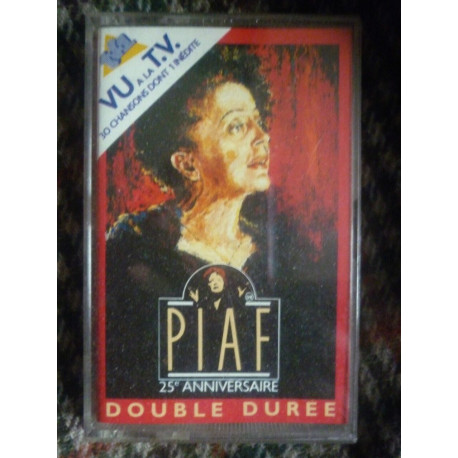 VU A LA T.V.
30 CHANSONS DONT 1 INÉDITE
PIAF
25e ANNIVERSAIRE
DOUBLE DUREE